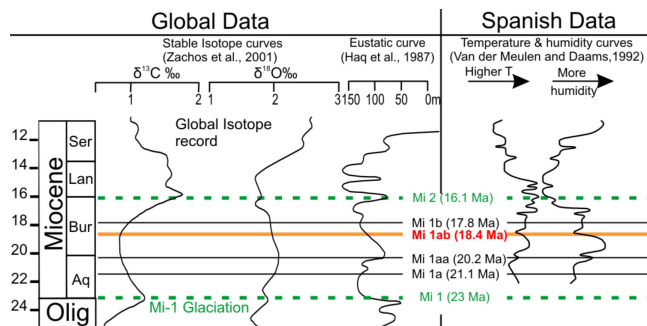 Global Data
Spanish Data
Stable Isotope curves
(Zachos et al., 2001)
Eustatic curve
(Haq et al., 1987)
Temperature & humidity curves
(Van der Meulen and Daams,1992)
δ¹³C ‰
δ¹⁸O‰
Higher T
More
humidity
1
2 1
2
3 150 100 50 0m
Global Isotope
record
12
14
16
18
20
22
24
Miocene
Olig
Ser
Lan
Bur
Aq
Mi 2 (16.1 Ma)
Mi 1b (17.8 Ma)
Mi 1ab (18.4 Ma)
Mi 1aa (20.2 Ma)
Mi 1a (21.1 Ma)
Mi-1 Glaciation
Mi 1 (23 Ma)